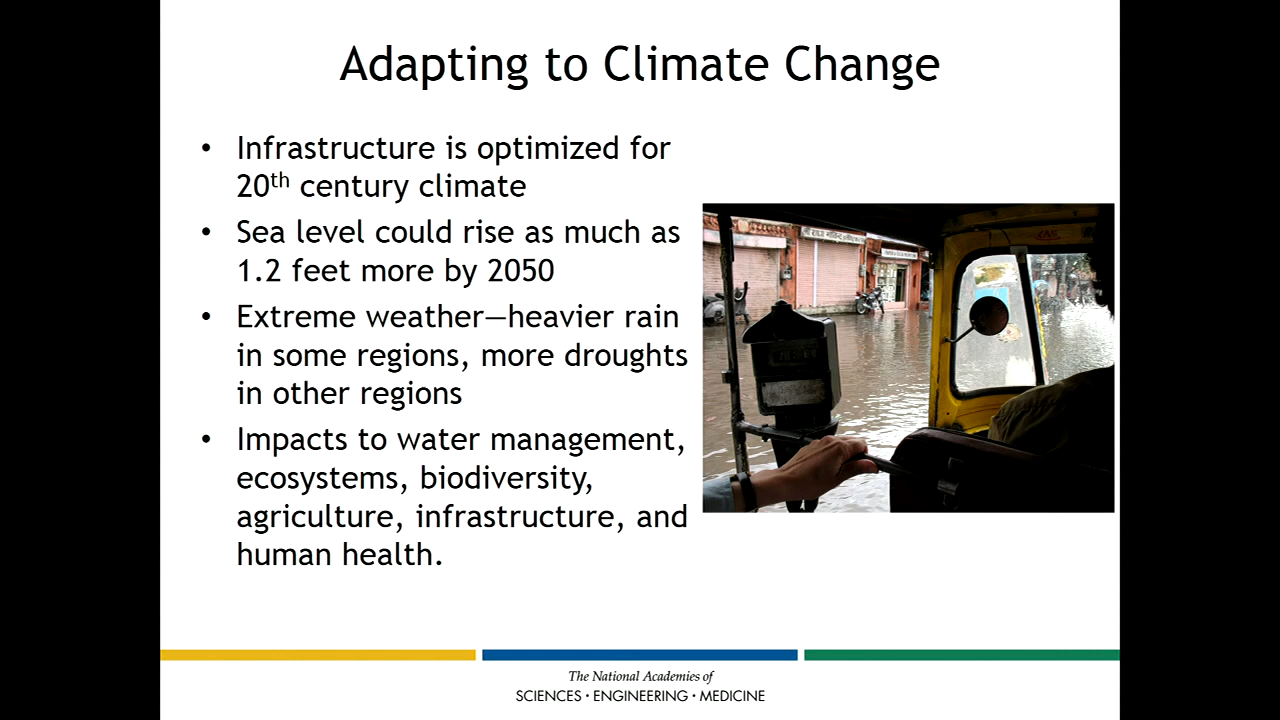 Adapting to Climate Change
• Infrastructure is optimized for
20th century climate
• Sea level could rise as much as
1.2 feet more by 2050
• Extreme weather—heavier rain
in some regions, more droughts
in other regions
• Impacts to water management,
ecosystems, biodiversity,
agriculture, infrastructure, and
human health.
The National Academies of
SCIENCES · ENGINEERING · MEDICINE